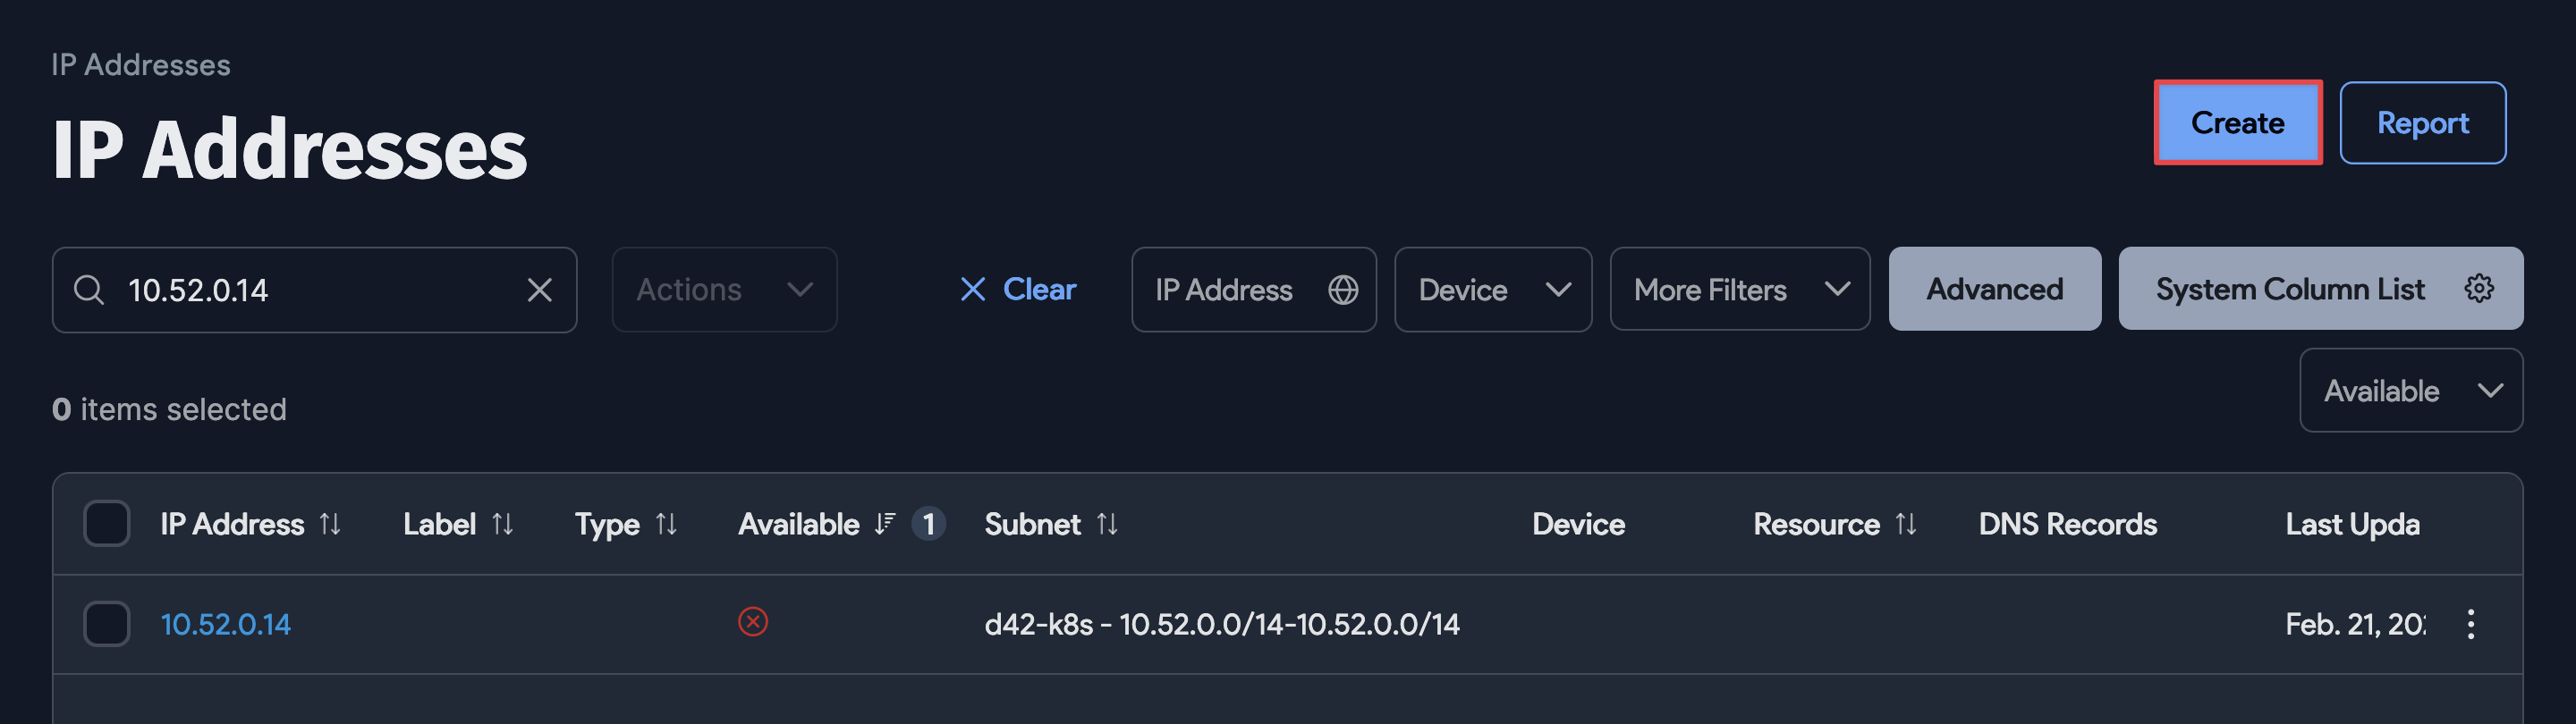 IP Addresses
IP Addresses
Create
Report
10.52.0.14
Actions
Clear
IP Address
Device
More Filters
Advanced
System Column List
0 items selected
Available
IP Address Label Type Available 1 Subnet Device Resource DNS Records Last Upda
10.52.0.14 d42-k8s - 10.52.0.0/14-10.52.0.0/14 Feb. 21, 202